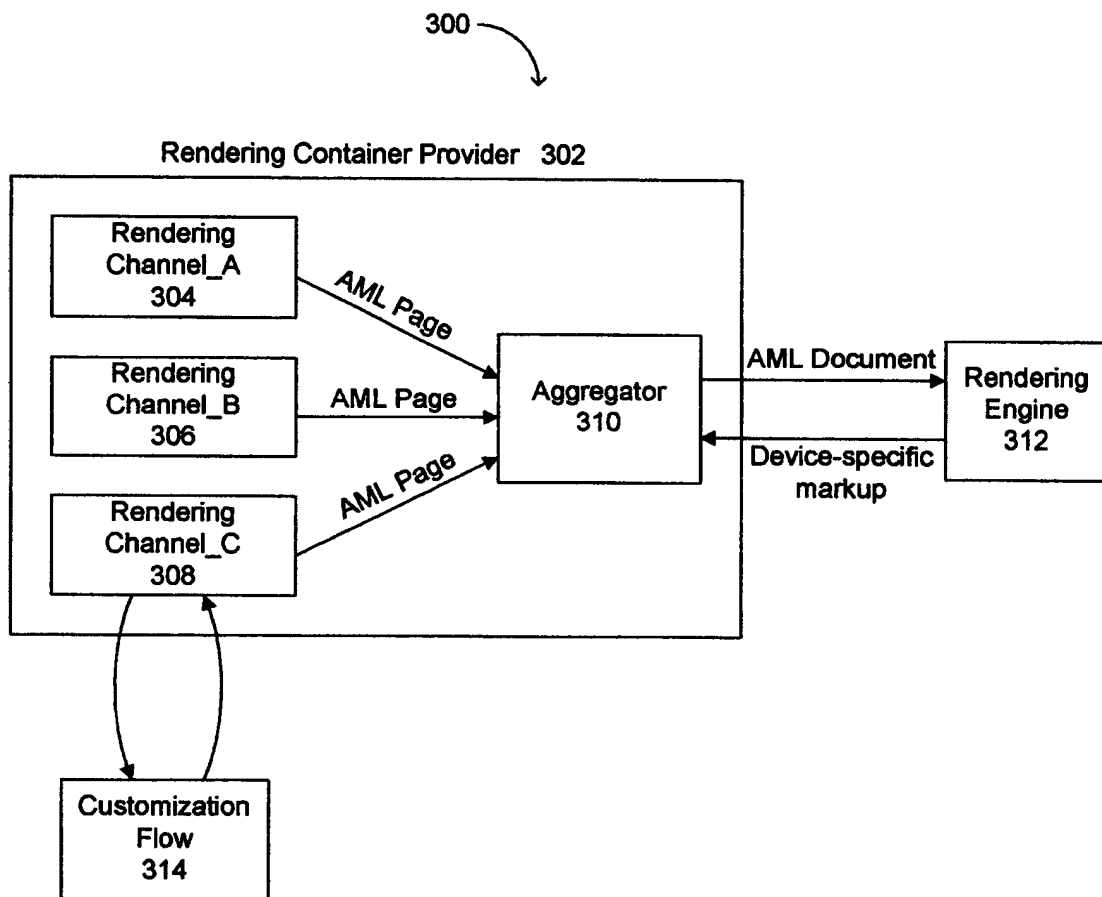 300
Rendering Container Provider 302
Rendering
Channel_A
304
AML Page
Rendering
Channel_B
306
AML Page
Rendering
Channel_C
308
AML Page
Aggregator
310
AML Document
Device-specific
markup
Rendering
Engine
312
Customization
Flow
314